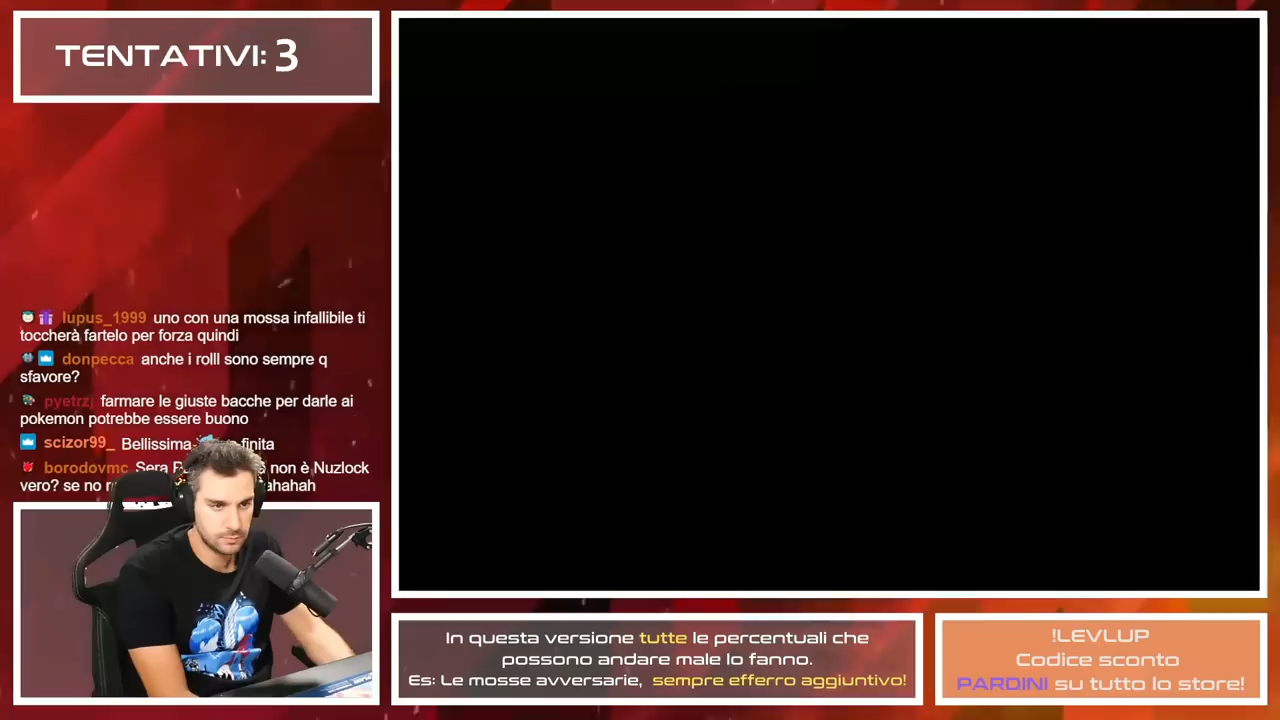 TENTATIVI: 3
lupus_1999 uno con una mossa infallibile ti
toccherà fartelo per forza quindi
donpecca anche i rolll sono sempre q
sfavore?
pyetrzj farmare le giuste bacche per darle ai
pokemon potrebbe essere buono
scizor99_ Bellissima finita
borodovmc Sera non è Nuzlock
vero? se no ahahah
In questa versione tutte le percentuali che
possono andare male lo fanno.
Es: Le mosse avversarie, sempre efferro aggiuntivo!
!LEVLUP
Codice sconto
PARDINI su tutto lo store!